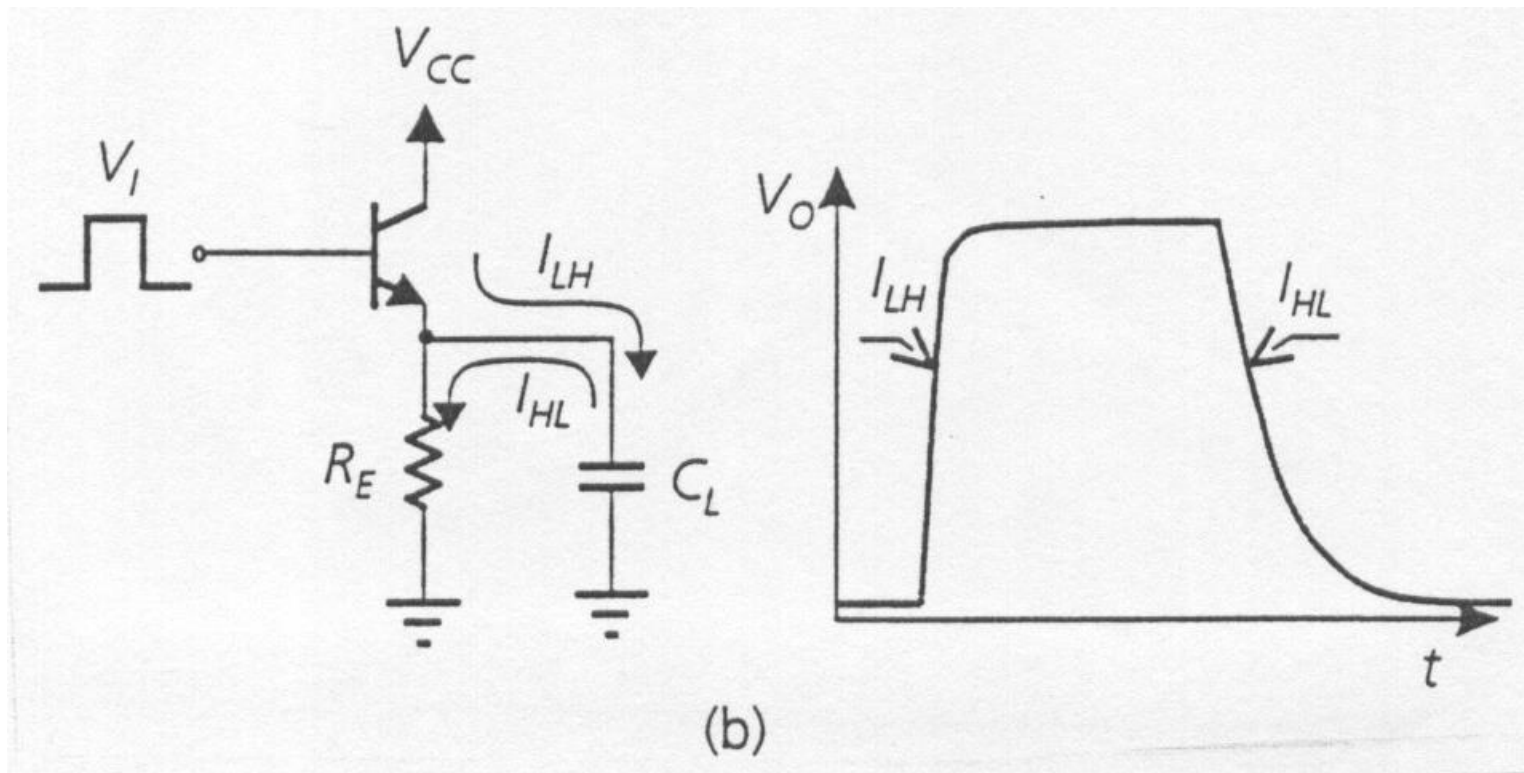 V_CC
V_I
I_LH
I_HL
R_E
C_L
V_O
I_LH
I_HL
t
(b)